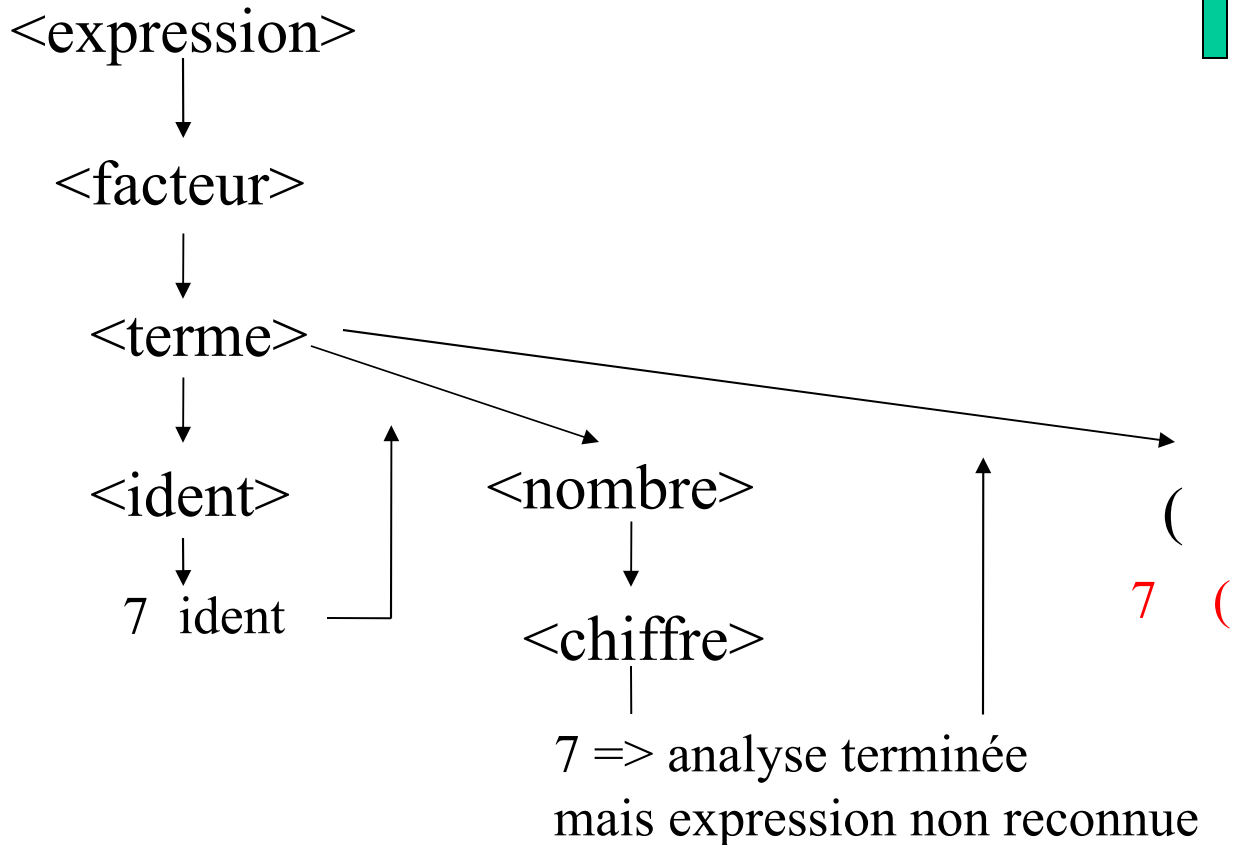 <expression>
<facteur>
<terme>
<ident> <nombre> (
7 ident <chiffre> 7 (
7 => analyse terminée
mais expression non reconnue